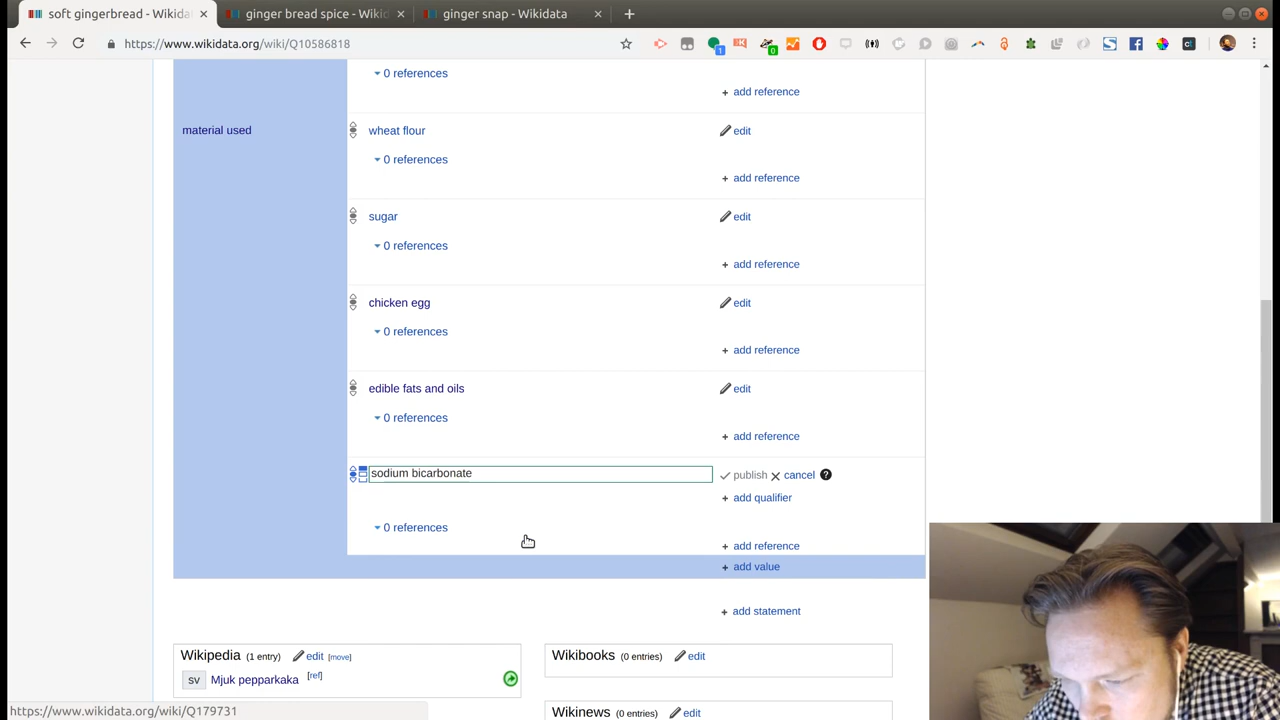 soft gingerbread - Wikida
ginger bread spice - Wikid
ginger snap - Wikidata
https://www.wikidata.org/wiki/Q10586818
1
0
0 references
+ add reference
material used
wheat flour
edit
0 references
+ add reference
sugar
edit
0 references
+ add reference
chicken egg
edit
0 references
+ add reference
edible fats and oils
edit
0 references
+ add reference
sodium bicarbonate
publish
cancel
?
+ add qualifier
0 references
+ add reference
+ add value
+ add statement
Wikipedia (1 entry) edit [move]
sv Mjuk pepparkaka [ref]
Wikibooks (0 entries) edit
Wikinews (0 entries) edit
https://www.wikidata.org/wiki/Q179731